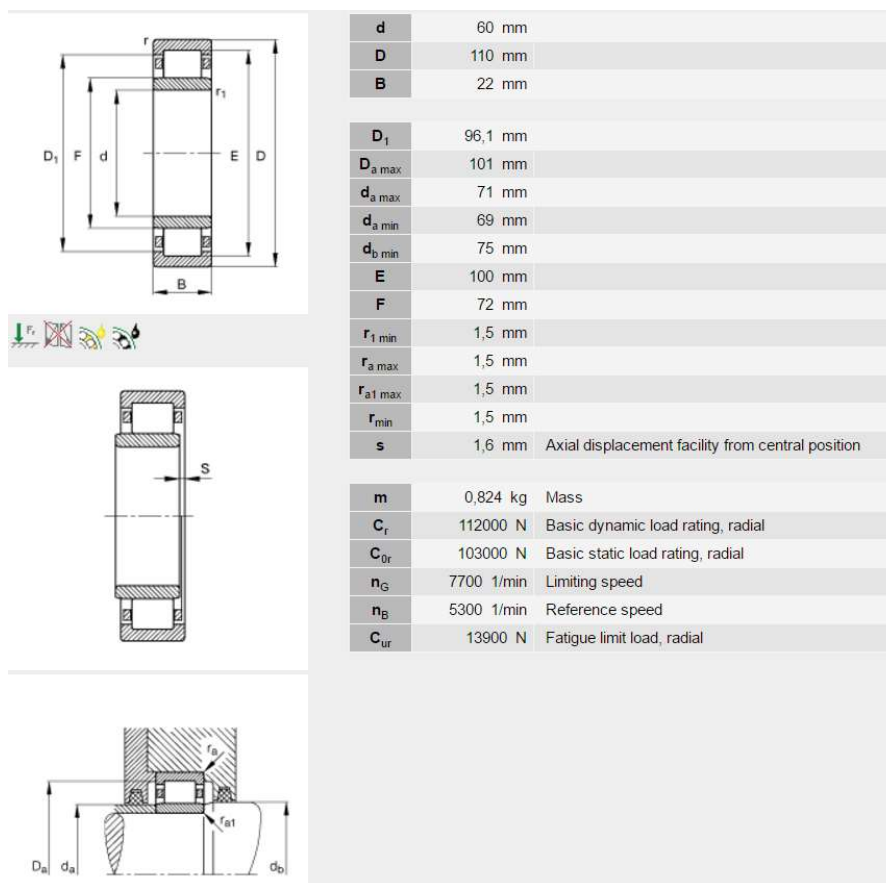 r
r1
D1 F d E D
B
Fr
S
ra
ra1
Da da db
d 60 mm
D 110 mm
B 22 mm
D1 96,1 mm
Da max 101 mm
da max 71 mm
da min 69 mm
db min 75 mm
E 100 mm
F 72 mm
r1 min 1,5 mm
ra max 1,5 mm
ra1 max 1,5 mm
rmin 1,5 mm
s 1,6 mm Axial displacement facility from central position
m 0,824 kg Mass
Cr 112000 N Basic dynamic load rating, radial
C0r 103000 N Basic static load rating, radial
nG 7700 1/min Limiting speed
nB 5300 1/min Reference speed
Cur 13900 N Fatigue limit load, radial